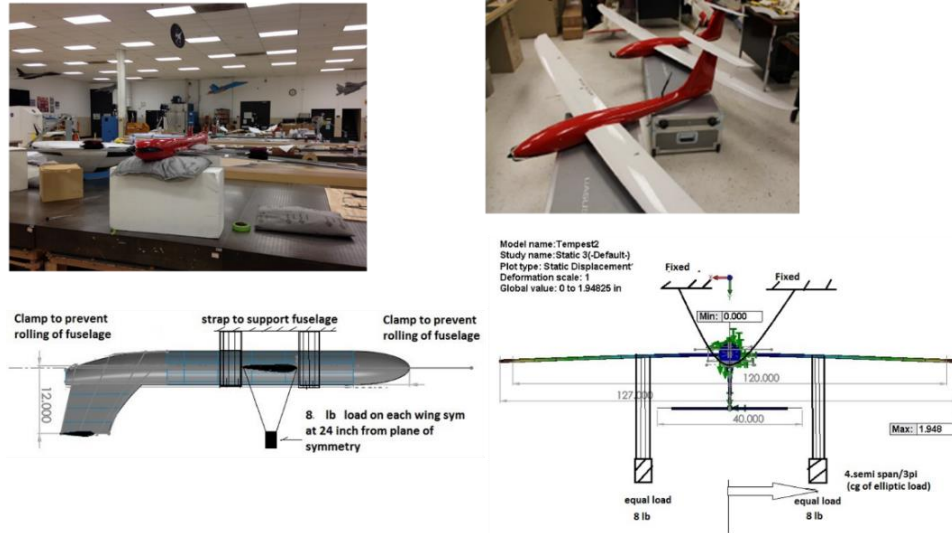 Model name:Tempest2
Study name:Static 3(-Default-)
Plot type: Static Displacement
Deformation scale: 1
Global value: 0 to 1.94825 in
Fixed
Fixed
Min: 0.000
120.000
127.000
40.000
Max: 1.948
4.semi span/3pi
(cg of elliptic load)
equal load
8 lb
equal load
8 lb
Clamp to prevent
rolling of fuselage
strap to support fuselage
Clamp to prevent
rolling of fuselage
12.000
8 lb load on each wing sym
at 24 inch from plane of
symmetry